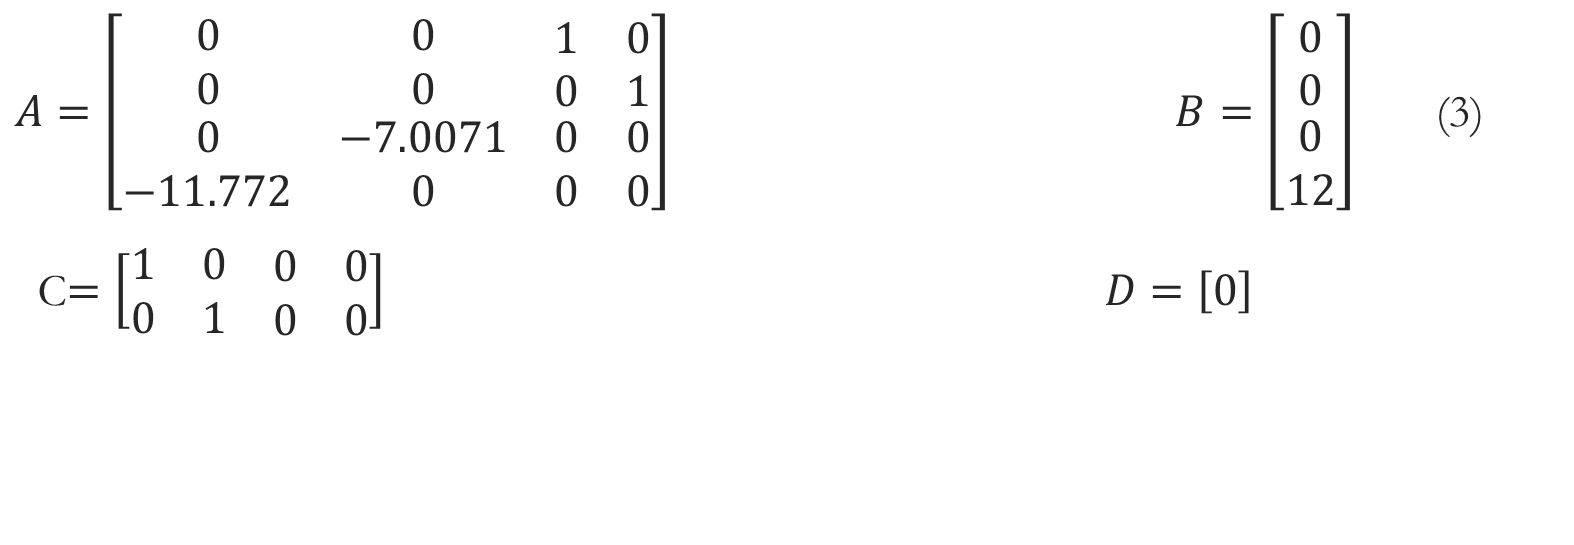 A = [ 0 0 1 0
0 0 0 1
0 −7.0071 0 0
−11.772 0 0 0 ] B = [ 0
0
0
12 ] (3)
C= [ 1 0 0 0
0 1 0 0 ] D = [0]